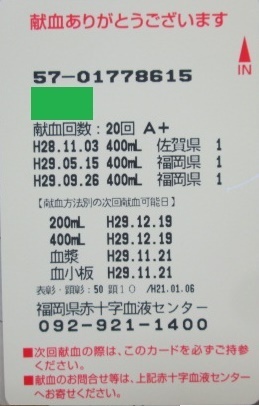 献血ありがとうございます
IN
57-01778615
献血回数：20回 A+
H28.11.03 400mL 佐賀県 1
H29.05.15 400mL 福岡県 1
H29.09.26 400mL 福岡県 1
【献血方法別の次回献血可能日】
200mL H29.12.19
400mL H29.12.19
血漿 H29.11.21
血小板 H29.11.21
表彰・顕彰：50 顕10 /H21.01.06
福岡県赤十字血液センター
092-921-1400
■次回献血の際は、このカードを必ずご持参
ください。
■献血のお問合せ等は、上記赤十字血液センター
へお寄せください。